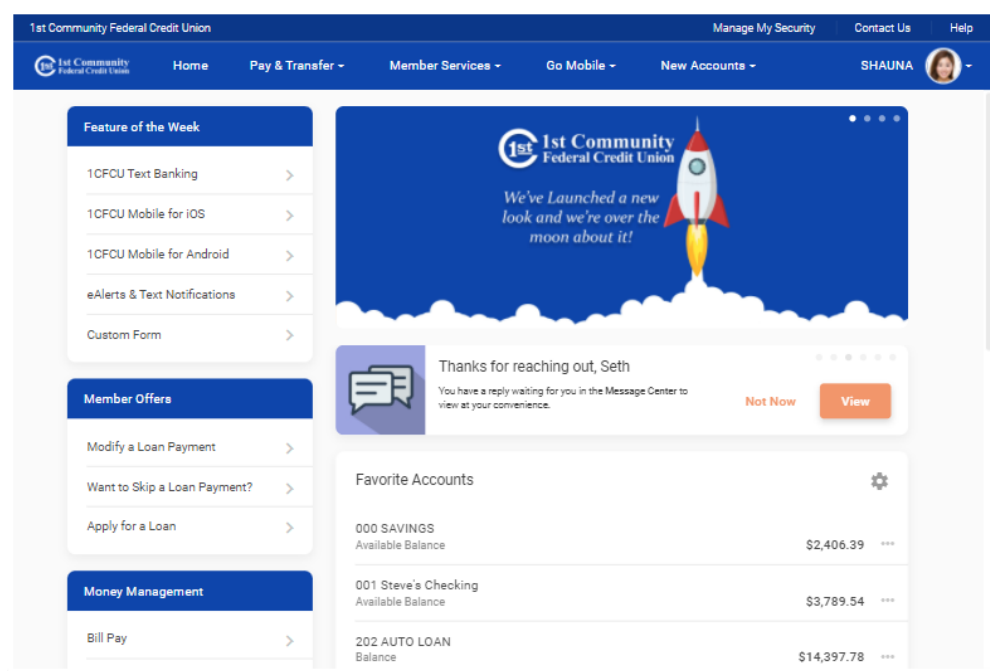 1st Community Federal Credit Union
Manage My Security
Contact Us
Help
1st 1st Community
Federal Credit Union
Home
Pay & Transfer
Member Services
Go Mobile
New Accounts
SHAUNA
Feature of the Week
1CFCU Text Banking
1CFCU Mobile for iOS
1CFCU Mobile for Android
eAlerts & Text Notifications
Custom Form
Member Offers
Modify a Loan Payment
Want to Skip a Loan Payment?
Apply for a Loan
Money Management
Bill Pay
1st 1st Community
Federal Credit Union
We've Launched a new
look and we're over the
moon about it!
Thanks for reaching out, Seth
You have a reply waiting for you in the Message Center to
view at your convenience.
Not Now
View
Favorite Accounts
000 SAVINGS
Available Balance
$2,406.39
001 Steve's Checking
Available Balance
$3,789.54
202 AUTO LOAN
Balance
$14,397.78